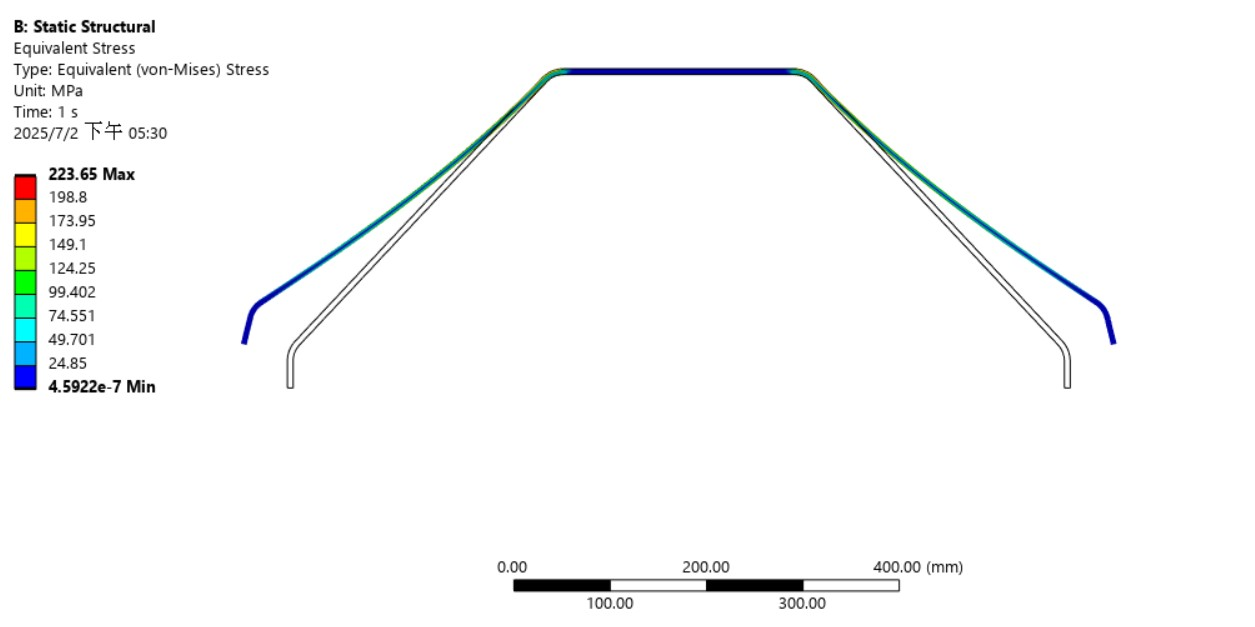 B: Static Structural
Equivalent Stress
Type: Equivalent (von-Mises) Stress
Unit: MPa
Time: 1 s
2025/7/2 下午 05:30
223.65 Max
198.8
173.95
149.1
124.25
99.402
74.551
49.701
24.85
4.5922e-7 Min
0.00 200.00 400.00 (mm)
100.00 300.00